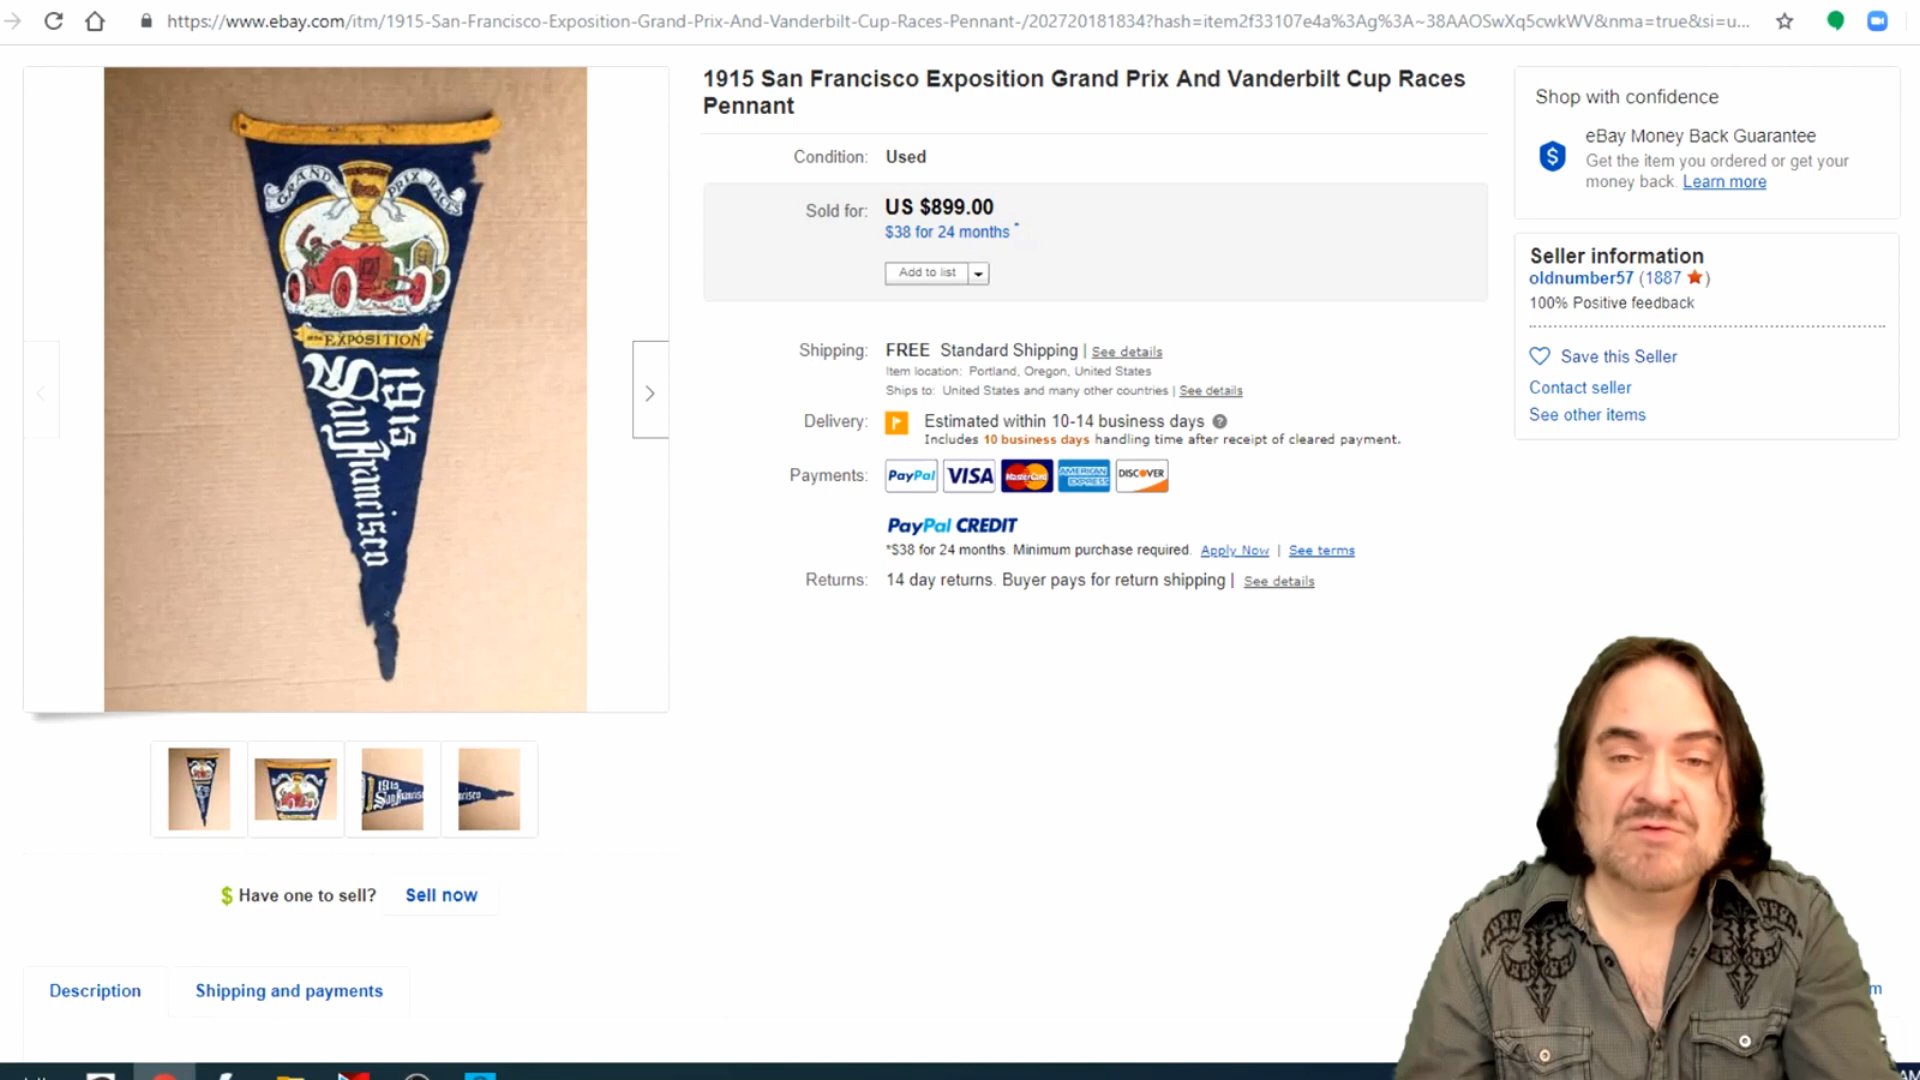 https://www.ebay.com/itm/1915-San-Francisco-Exposition-Grand-Prix-And-Vanderbilt-Cup-Races-Pennant-/202720181834?hash=item2f33107e4a%3Ag%3A~38AAOSwXq5cwkWV&nma=true&si=u...
1915 San Francisco Exposition Grand Prix And Vanderbilt Cup Races
Pennant
Condition: Used
Sold for: US $899.00
$38 for 24 months *
Add to list
Shipping: FREE Standard Shipping | See details
Item location: Portland, Oregon, United States
Ships to: United States and many other countries | See details
Delivery: Estimated within 10-14 business days ?
Includes 10 business days handling time after receipt of cleared payment.
Payments: PayPal VISA MasterCard AMERICAN EXPRESS DISCOVER
PayPal CREDIT
*$38 for 24 months. Minimum purchase required. Apply Now | See terms
Returns: 14 day returns. Buyer pays for return shipping | See details
Shop with confidence
eBay Money Back Guarantee
Get the item you ordered or get your
money back. Learn more
Seller information
oldnumber57 (1887 ★)
100% Positive feedback
Save this Seller
Contact seller
See other items
GRAND PRIX RACES
EXPOSITION
1915
San Francisco
$ Have one to sell? Sell now
Description
Shipping and payments